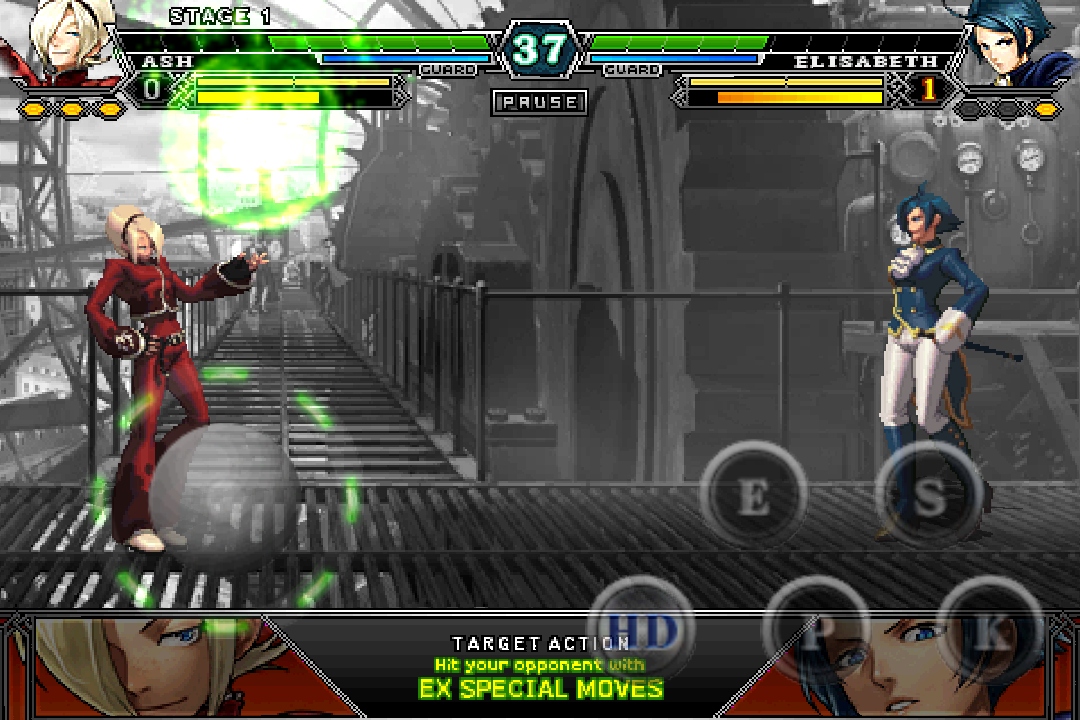 STAGE 1
37
ASH
ELISABETH
GUARD
GUARD
0
1
PAUSE
E
S
HD
P
K
TARGET ACTION
Hit your opponent with
EX SPECIAL MOVES